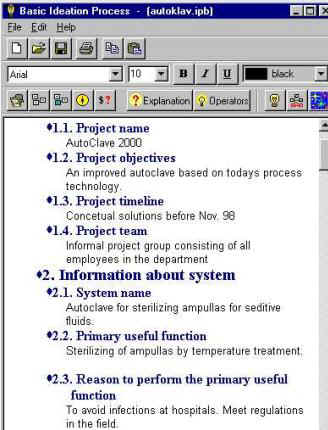 Basic Ideation Process - (autoklav.ipb)
File Edit Help
Arial 10 B I U black
$? ? Explanation Operators
1.1. Project name
AutoClave 2000
1.2. Project objectives
An improved autoclave based on todays process
technology.
1.3. Project timeline
Concetual solutions before Nov. 98
1.4. Project team
Informal project group consisting of all
employees in the department
2. Information about system
2.1. System name
Autoclave for sterilizing ampullas for seditive
fluids.
2.2. Primary useful function
Sterilizing of ampullas by temperature treatment.
2.3. Reason to perform the primary useful
function
To avoid infections at hospitals. Meet regulations
in the field.